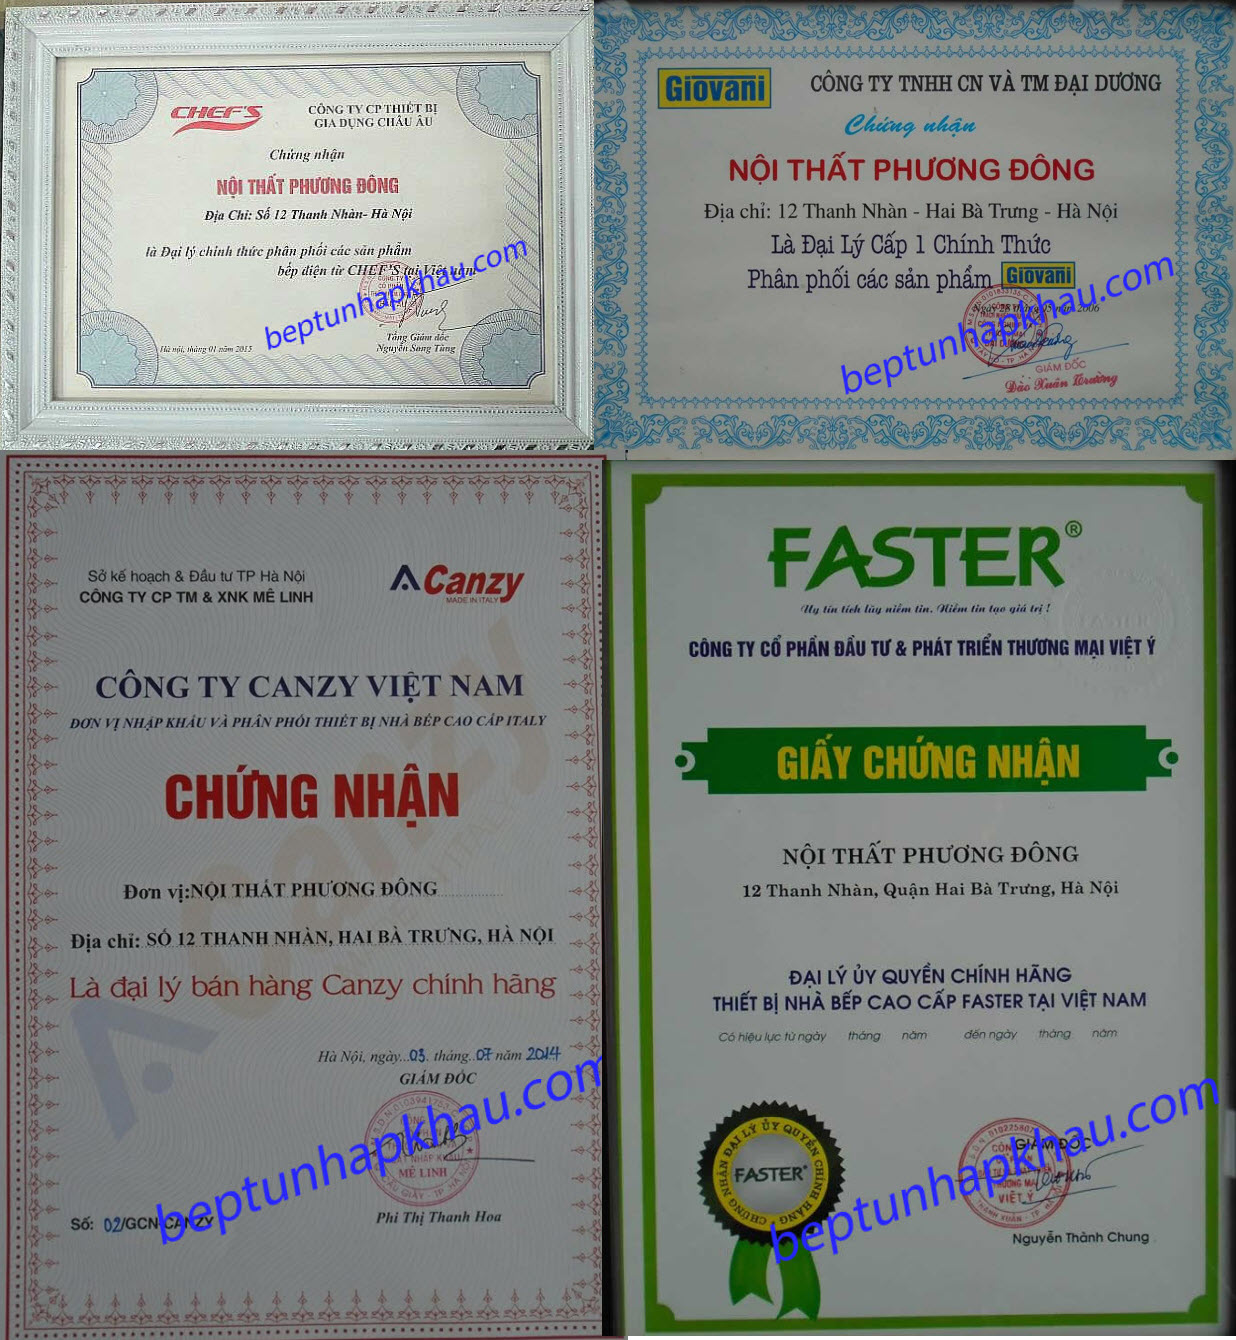 CHEF'S
CÔNG TY CP THIẾT BỊ
GIA DỤNG CHÂU ÂU
Chứng nhận
NỘI THẤT PHƯƠNG ĐÔNG
Địa Chỉ: Số 12 Thanh Nhàn- Hà Nội
là Đại lý chính thức phân phối các sản phẩm
bếp điện từ CHEF'S tại Việt nam
Hà nội, tháng 01 năm 2015
Tổng Giám đốc
Nguyễn Song Tùng
beptunhapkhau.com
Giovani
CÔNG TY TNHH CN VÀ TM ĐẠI DƯƠNG
Chứng nhận
NỘI THẤT PHƯƠNG ĐÔNG
Địa chỉ: 12 Thanh Nhàn - Hai Bà Trưng - Hà Nội
Là Đại Lý Cấp 1 Chính Thức
Phân phối các sản phẩm Giovani
GIÁM ĐỐC
Đào Xuân Trường
beptunhapkhau.com
Sở kế hoạch & Đầu tư TP Hà Nội
CÔNG TY CP TM & XNK MÊ LINH
Canzy
MADE IN ITALY
CÔNG TY CANZY VIỆT NAM
ĐƠN VỊ NHẬP KHẨU VÀ PHÂN PHỐI THIẾT BỊ NHÀ BẾP CAO CẤP ITALY
CHỨNG NHẬN
Đơn vị:NỘI THẤT PHƯƠNG ĐÔNG
Địa chỉ: SỐ 12 THANH NHÀN, HAI BÀ TRƯNG, HÀ NỘI
Là đại lý bán hàng Canzy chính hãng
Hà Nội, ngày...03. tháng..07 năm 2014
GIÁM ĐỐC
MÊ LINH
Phi Thị Thanh Hoa
Số: 02/GCN-CANZY
beptunhapkhau.com
FASTER®
Uy tín tích lũy niềm tin. Niềm tin tạo giá trị !
FASTER
CÔNG TY CỔ PHẦN ĐẦU TƯ & PHÁT TRIỂN THƯƠNG MẠI VIỆT Ý
GIẤY CHỨNG NHẬN
NỘI THẤT PHƯƠNG ĐÔNG
12 Thanh Nhàn, Quận Hai Bà Trưng, Hà Nội
ĐẠI LÝ ỦY QUYỀN CHÍNH HÃNG
THIẾT BỊ NHÀ BẾP CAO CẤP FASTER TẠI VIỆT NAM
Có hiệu lực từ ngày tháng năm đến ngày tháng năm
CHỨNG NHẬN ĐẠI LÝ ỦY QUYỀN CHÍNH HÃNG
FASTER
GIÁM ĐỐC
VIỆT Ý
Nguyễn Thành Chung
beptunhapkhau.com